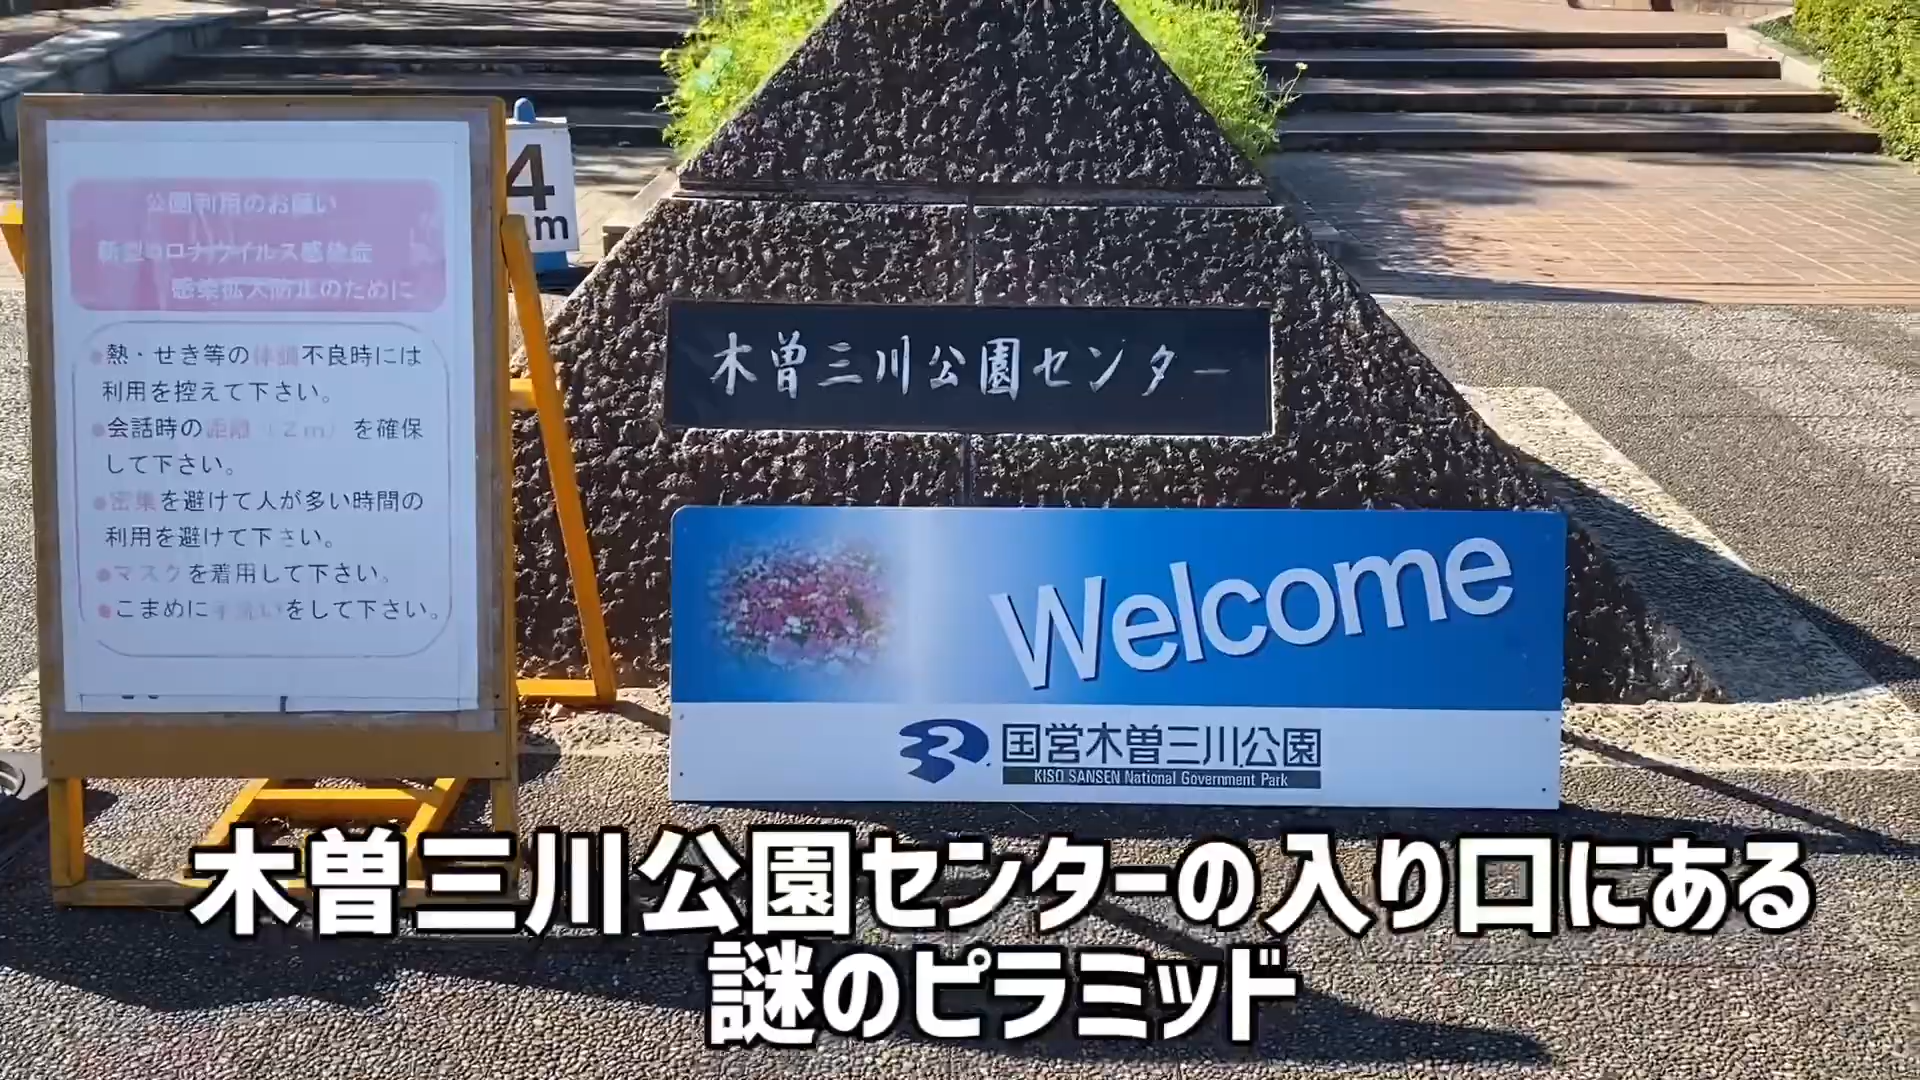 公園利用のお願い
新型コロナウイルス感染症
感染拡大防止のために
●熱・せき等の体調不良時には
利用を控えて下さい。
●会話時の距離（2m）を確保
して下さい。
●密集を避けて人が多い時間の
利用を避けて下さい。
●マスクを着用して下さい。
●こまめに手洗いをして下さい。
4
m
木曽三川公園センター
Welcome
国営木曽三川公園
KISO SANSEN National Government Park
木曽三川公園センターの入り口にある
謎のピラミッド